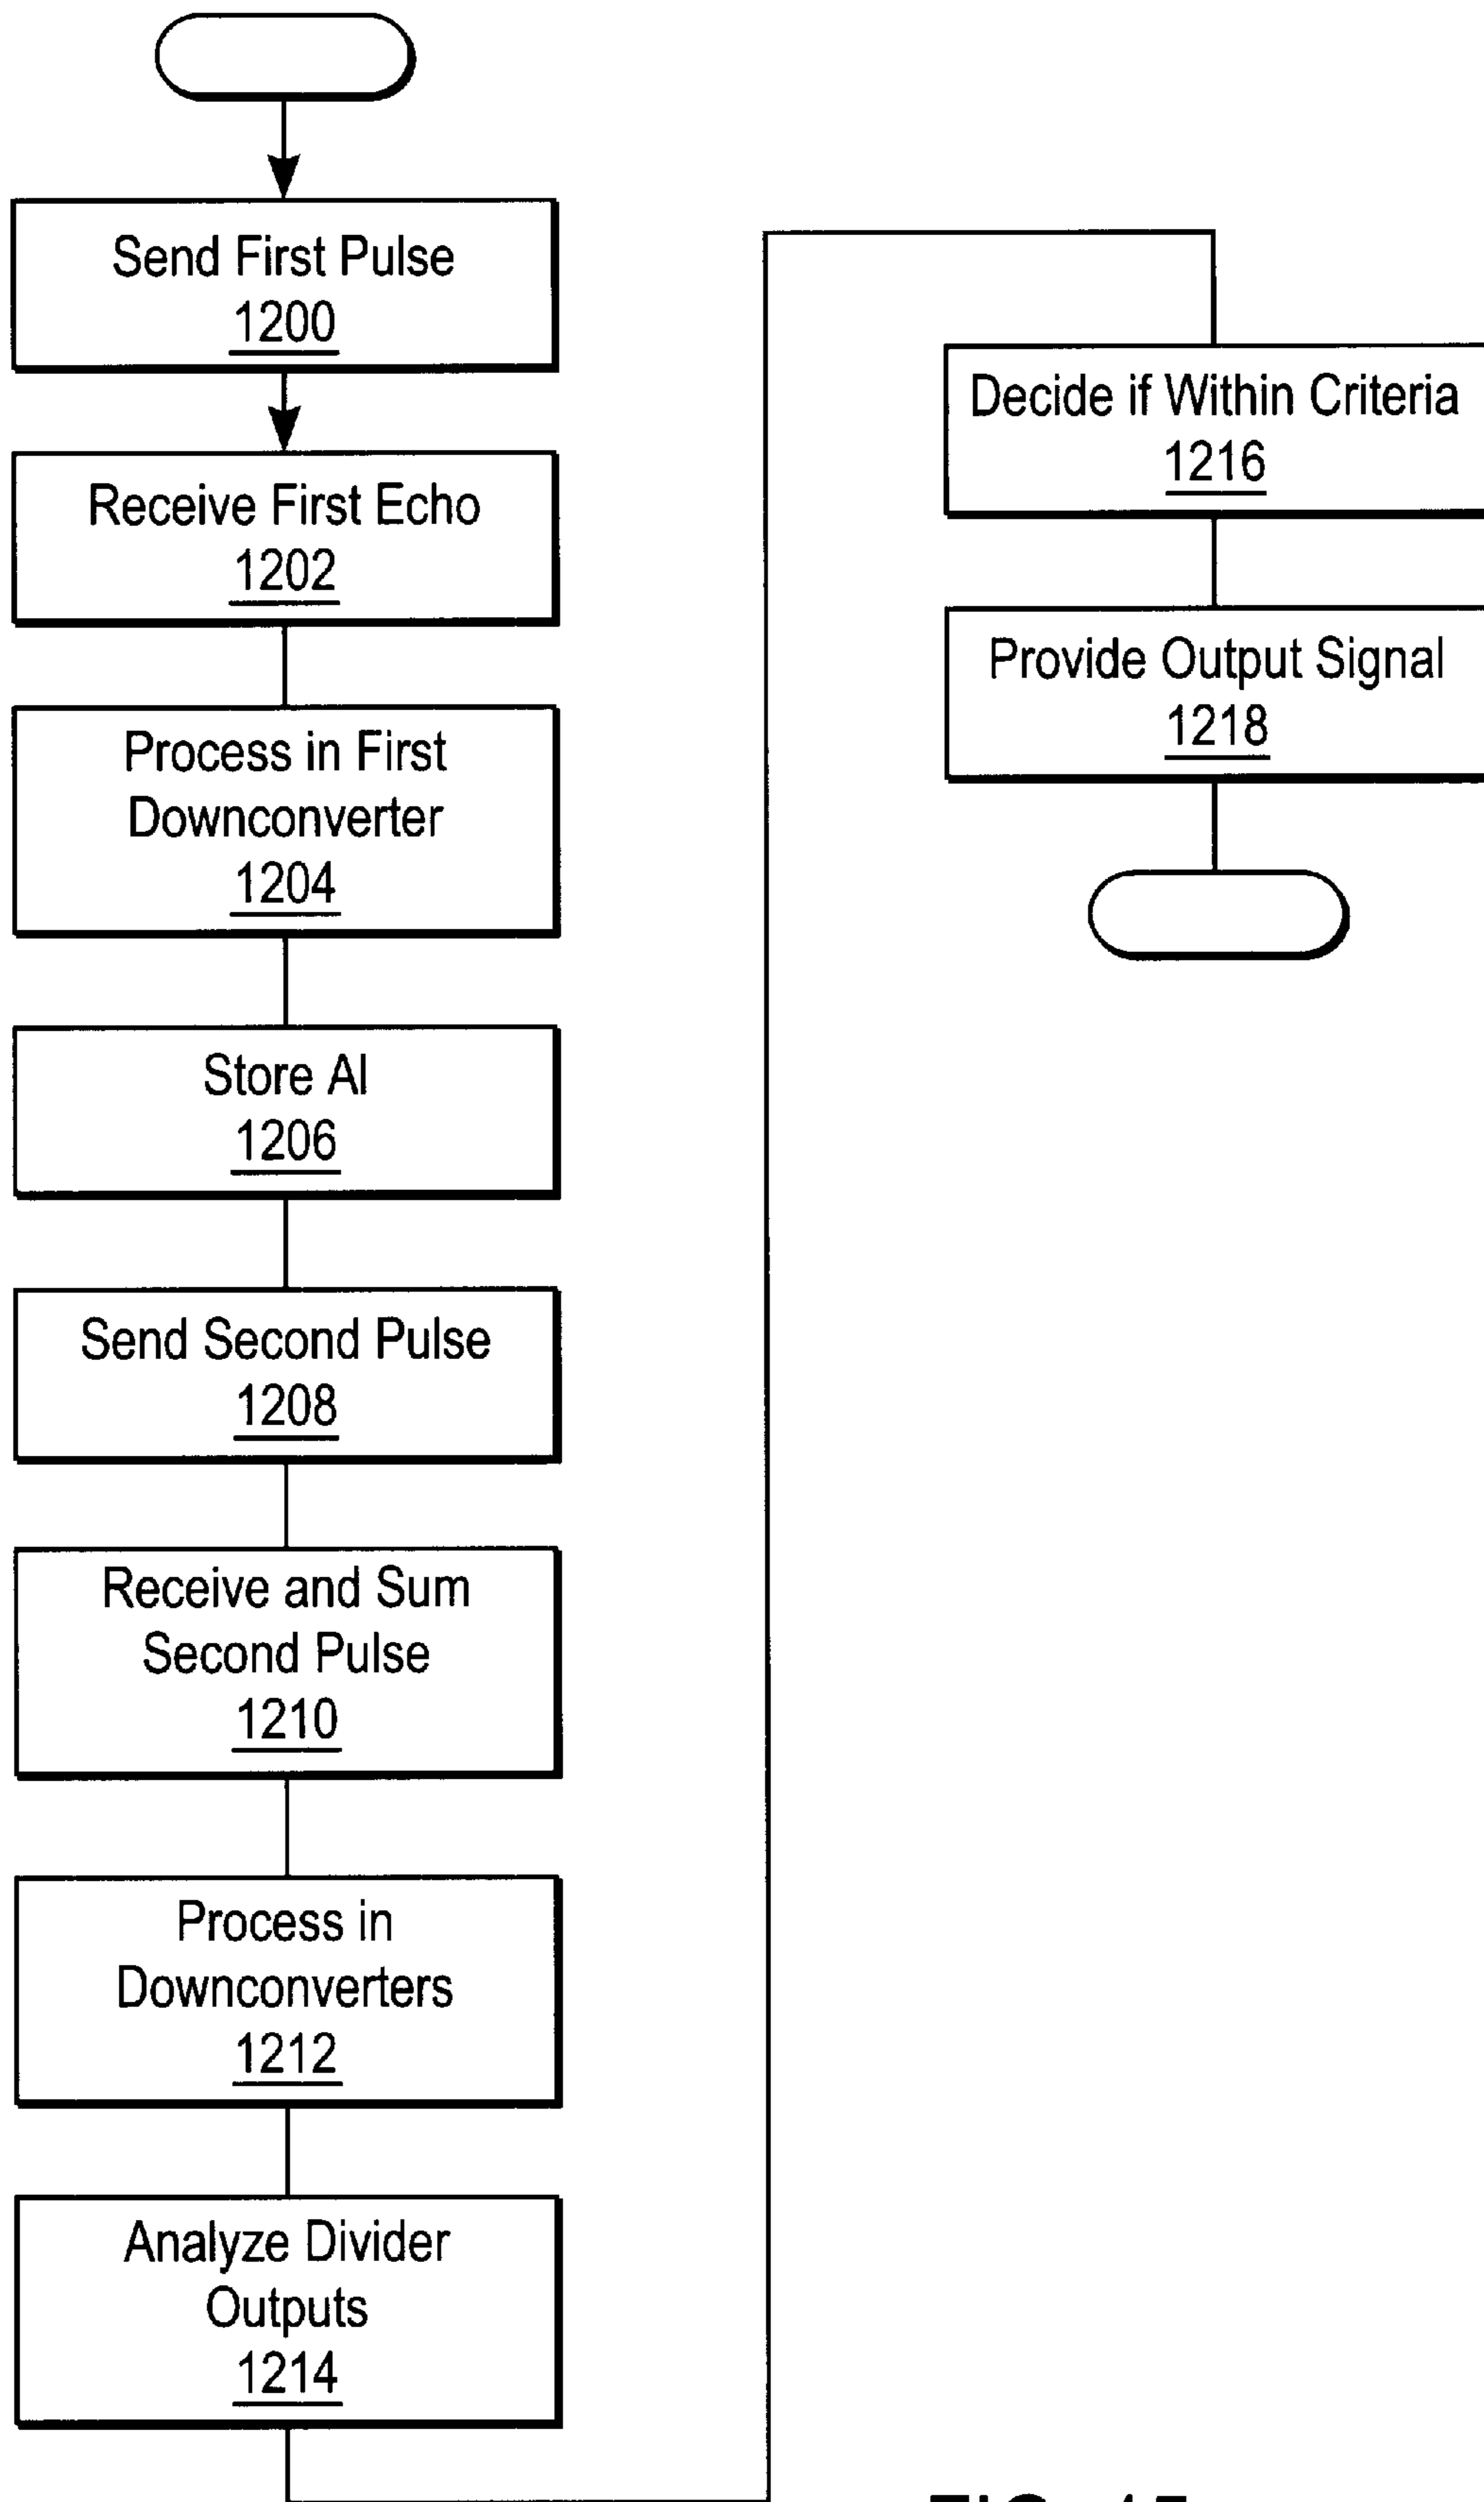 Send First Pulse
1200
Receive First Echo
1202
Process in First
Downconverter
1204
Store AI
1206
Send Second Pulse
1208
Receive and Sum
Second Pulse
1210
Process in
Downconverters
1212
Analyze Divider
Outputs
1214
Decide if Within Criteria
1216
Provide Output Signal
1218